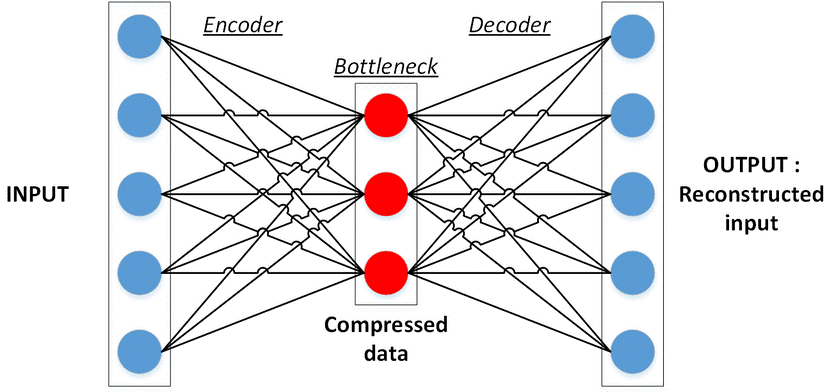 Encoder
Decoder
Bottleneck
INPUT
OUTPUT :
Reconstructed
input
Compressed
data